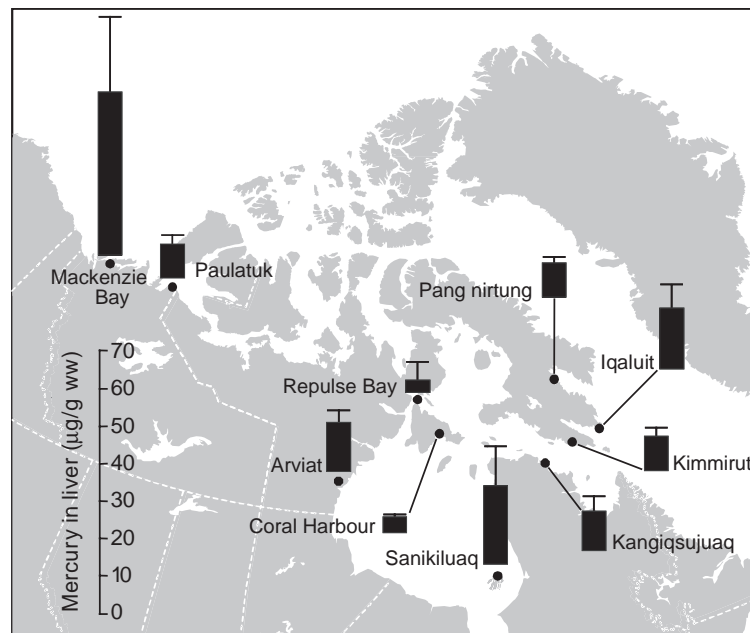 Mackenzie
Bay
Paulatuk
Pang nirtung
Iqaluit
Repulse Bay
Arviat
Kimmirut
Coral Harbour
Sanikiluaq
Kangiqsujuaq
Mercury in liver (µg/g ww)
70
60
50
40
30
20
10
0